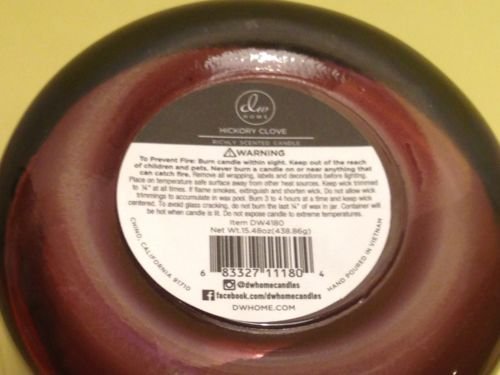 dw
HOME
HICKORY CLOVE
RICHLY SCENTED CANDLE
WARNING
To Prevent Fire: Burn candle within sight. Keep out of the reach
of children and pets. Never burn a candle on or near anything that
can catch fire. Remove all wrapping, labels and decorations before lighting.
Place on temperature safe surface away from other heat sources. Keep wick trimmed
to ¼" at all times. If flame smokes, extinguish and shorten wick. Do not allow wick
trimmings to accumulate in wax pool. Burn 3 to 4 hours at a time and keep wick
centered. To avoid glass cracking, do not burn the last ¼" of wax in jar. Container will
be hot when candle is lit. Do not expose candle to extreme temperatures.
Item DW4180
Net Wt.15.48oz(438.86g)
6 83327 11180 4
@dwhomecandles
facebook.com/dwhomecandles
DWHOME.COM
CHINO, CALIFORNIA 91710
HAND POURED IN VIETNAM